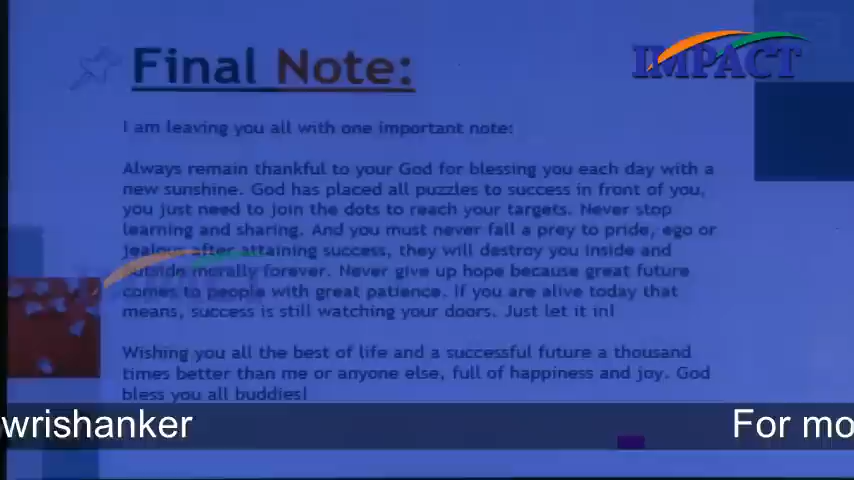 Final Note:
IMPACT
I am leaving you all with one important note:
Always remain thankful to your God for blessing you each day with a
new sunshine. God has placed all puzzles to success in front of you,
you just need to join the dots to reach your targets. Never stop
learning and sharing. And you must never fall a prey to pride, ego or
jealousy after attaining success, they will destroy you inside and
outside morally forever. Never give up hope because great future
comes to people with great patience. If you are alive today that
means, success is still watching your doors. Just let it in!
Wishing you all the best of life and a successful future a thousand
times better than me or anyone else, full of happiness and joy. God
bless you all buddies!
wrishanker For mo